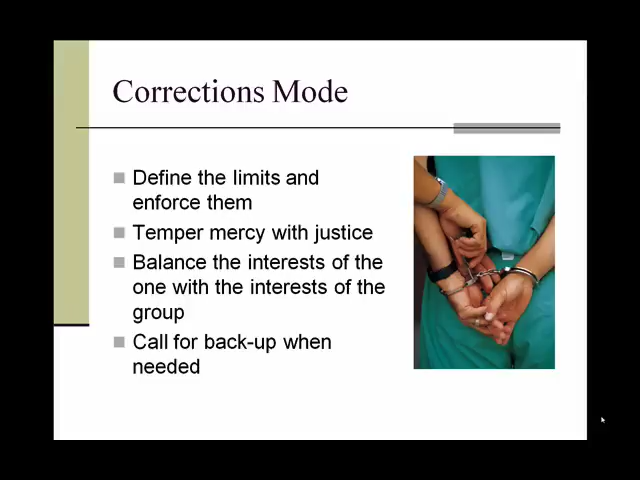 Corrections Mode
Define the limits and
enforce them
Temper mercy with justice
Balance the interests of the
one with the interests of the
group
Call for back-up when
needed